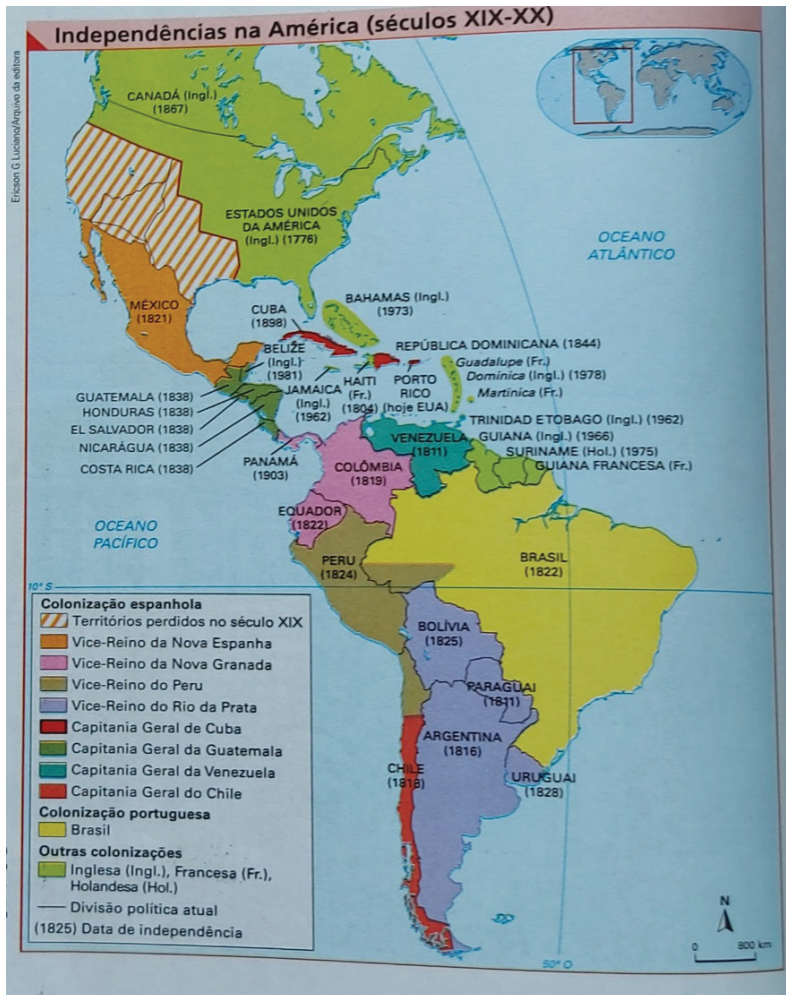 Independências na América (séculos XIX-XX)
Ericson G Luciano/Arquivo da editora
CANADÁ (Ingl.)
(1867)
ESTADOS UNIDOS
DA AMÉRICA
(Ingl.) (1776)
OCEANO
ATLÂNTICO
MÉXICO
(1821)
CUBA
(1898)
BAHAMAS (Ingl.)
(1973)
REPÚBLICA DOMINICANA (1844)
BELIZE
(Ingl.)
(1981)
Guadalupe (Fr.)
Dominica (Ingl.) (1978)
Martinica (Fr.)
JAMAICA
(Ingl.)
(1962)
HAITI
(Fr.)
(1804)
PORTO
RICO
(hoje EUA)
GUATEMALA (1838)
HONDURAS (1838)
EL SALVADOR (1838)
NICARÁGUA (1838)
COSTA RICA (1838)
PANAMÁ
(1903)
TRINIDAD E TOBAGO (Ingl.) (1962)
VENEZUELA
(1811)
GUIANA (Ingl.) (1966)
SURINAME (Hol.) (1975)
GUIANA FRANCESA (Fr.)
COLÔMBIA
(1819)
EQUADOR
(1822)
OCEANO
PACÍFICO
PERU
(1824)
BRASIL
(1822)
10° S
BOLÍVIA
(1825)
PARAGUAI
(1811)
ARGENTINA
(1816)
CHILE
(1818)
URUGUAI
(1828)
Colonização espanhola
Territórios perdidos no século XIX
Vice-Reino da Nova Espanha
Vice-Reino da Nova Granada
Vice-Reino do Peru
Vice-Reino do Rio da Prata
Capitania Geral de Cuba
Capitania Geral da Guatemala
Capitania Geral da Venezuela
Capitania Geral do Chile
Colonização portuguesa
Brasil
Outras colonizações
Inglesa (Ingl.), Francesa (Fr.),
Holandesa (Hol.)
Divisão política atual
(1825) Data de independência
N
0 800 km
50° O